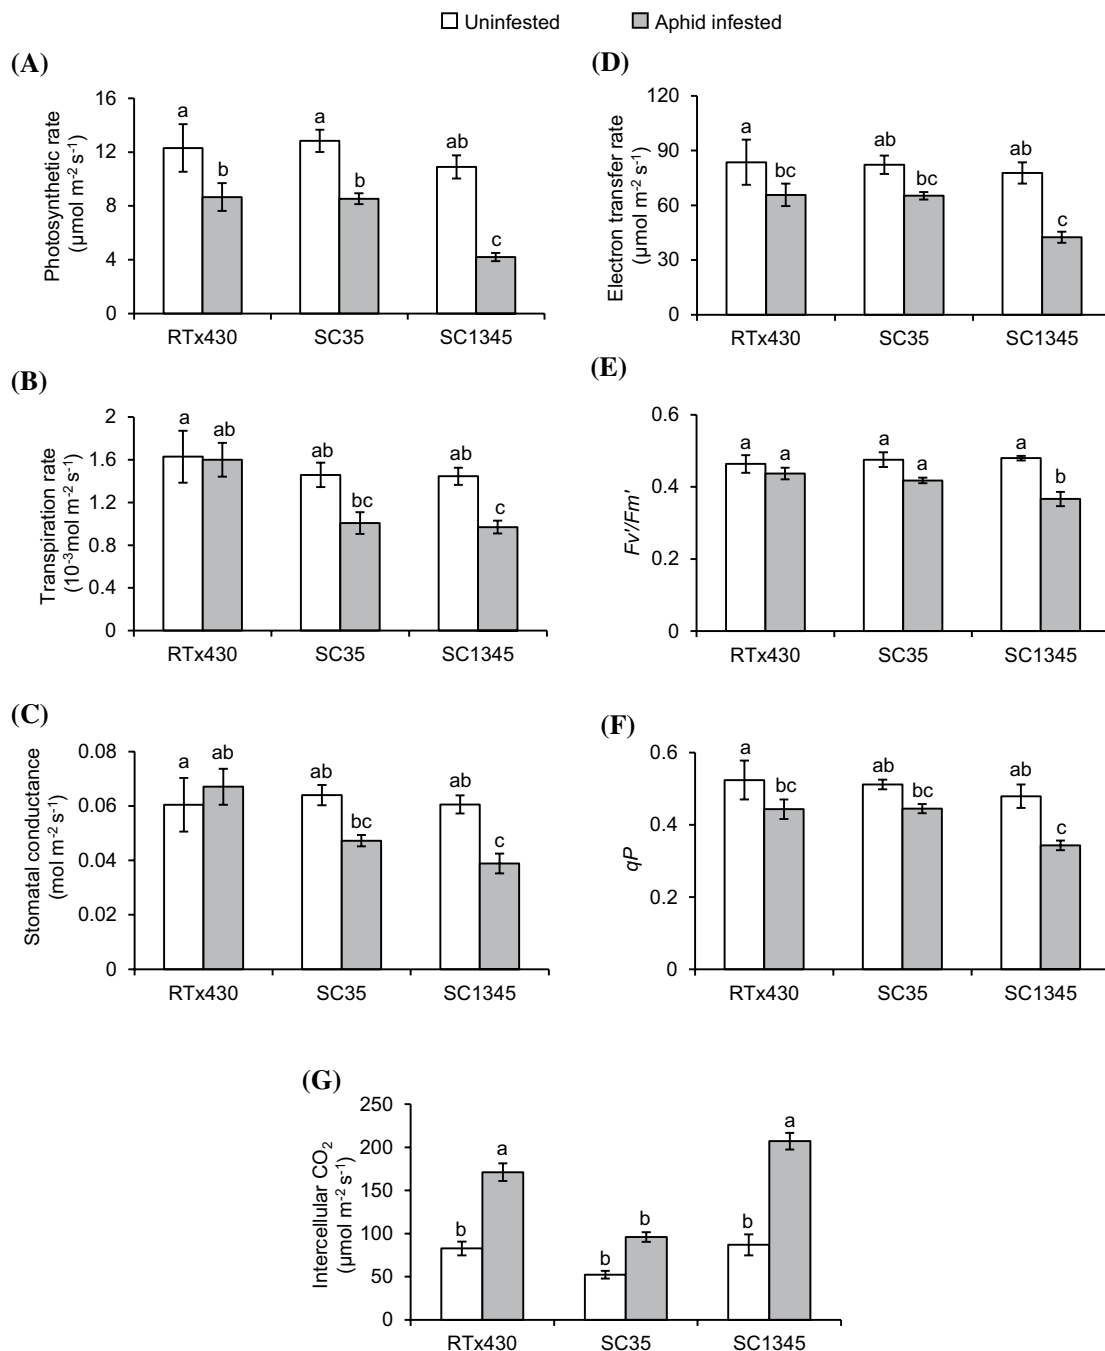 Uninfested Aphid infested
(A)
Photosynthetic rate
(µmol m-2 s-1)
16
12
8
4
0
a b a b ab c
RTx430 SC35 SC1345
(D)
Electron transfer rate
(µmol m-2 s-1)
120
90
60
30
0
a bc ab bc ab c
RTx430 SC35 SC1345
(B)
Transpiration rate
(10-3mol m-2 s-1)
2
1.6
1.2
0.8
0.4
0
a ab ab bc ab c
RTx430 SC35 SC1345
(E)
Fv'/Fm'
0.6
0.4
0.2
0
a a a a a b
RTx430 SC35 SC1345
(C)
Stomatal conductance
(mol m-2 s-1)
0.08
0.06
0.04
0.02
0
a ab ab bc ab c
RTx430 SC35 SC1345
(F)
qP
0.6
0.4
0.2
0
a bc ab bc ab c
RTx430 SC35 SC1345
(G)
Intercellular CO2
(µmol m-2 s-1)
250
200
150
100
50
0
b a b b b a
RTx430 SC35 SC1345